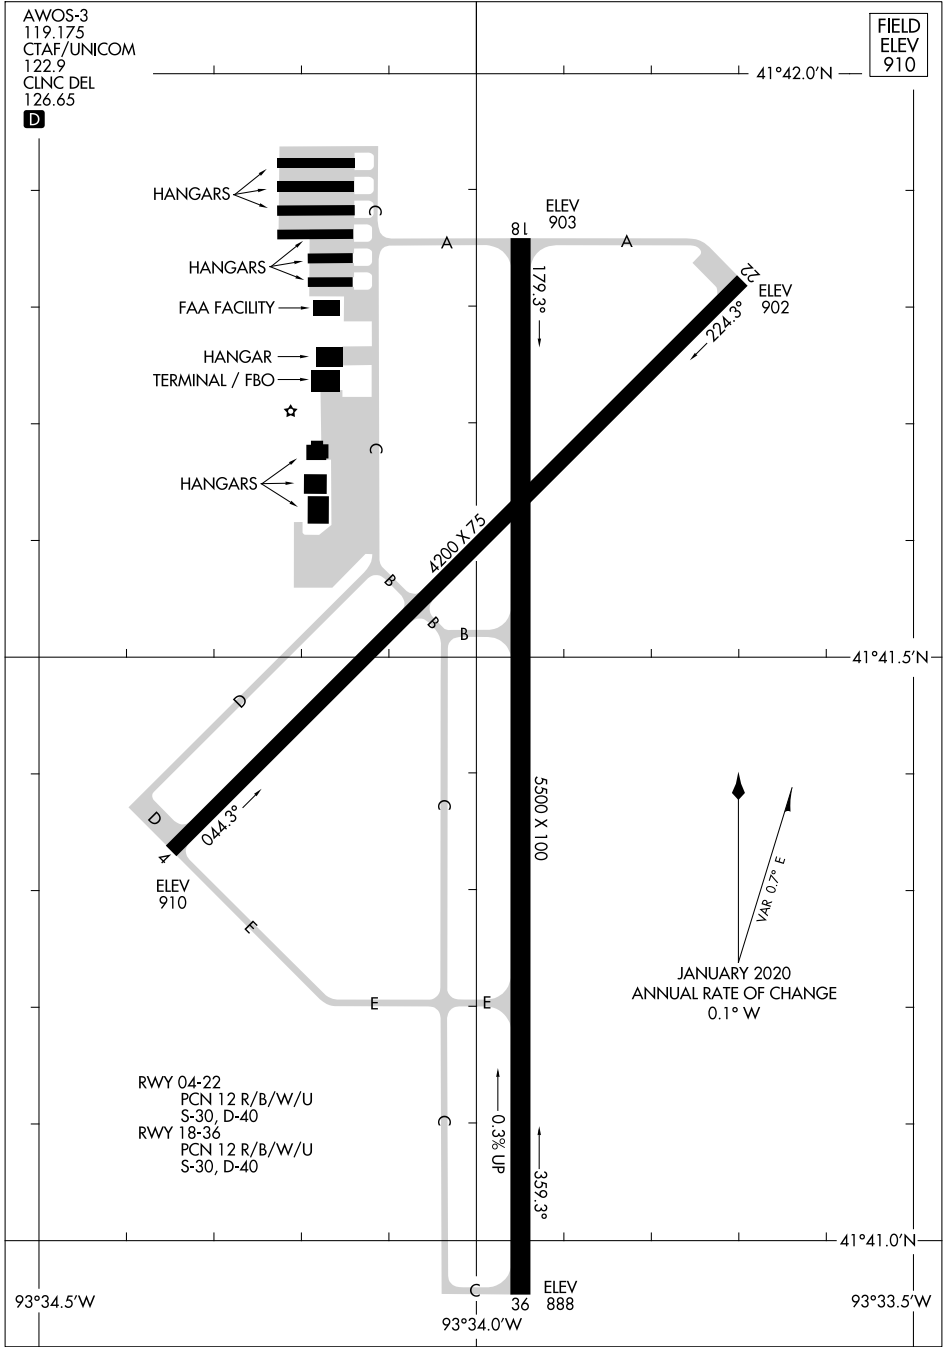 AWOS-3
119.175
CTAF/UNICOM
122.9
CLNC DEL
126.65
D
FIELD
ELEV
910
41°42.0'N
HANGARS
C
ELEV
903
18
A
A
HANGARS
179.3°
22
ELEV
902
FAA FACILITY
224.3°
HANGAR
TERMINAL / FBO
C
HANGARS
4200 X 75
B
B
B
41°41.5'N
D
5500 X 100
C
D
044.3°
4
ELEV
910
VAR 0.7° E
E
JANUARY 2020
ANNUAL RATE OF CHANGE
0.1° W
E
E
RWY 04-22
PCN 12 R/B/W/U
S-30, D-40
RWY 18-36
PCN 12 R/B/W/U
S-30, D-40
C
0.3% UP
359.3°
41°41.0'N
C
36
ELEV
888
93°34.5'W
93°34.0'W
93°33.5'W